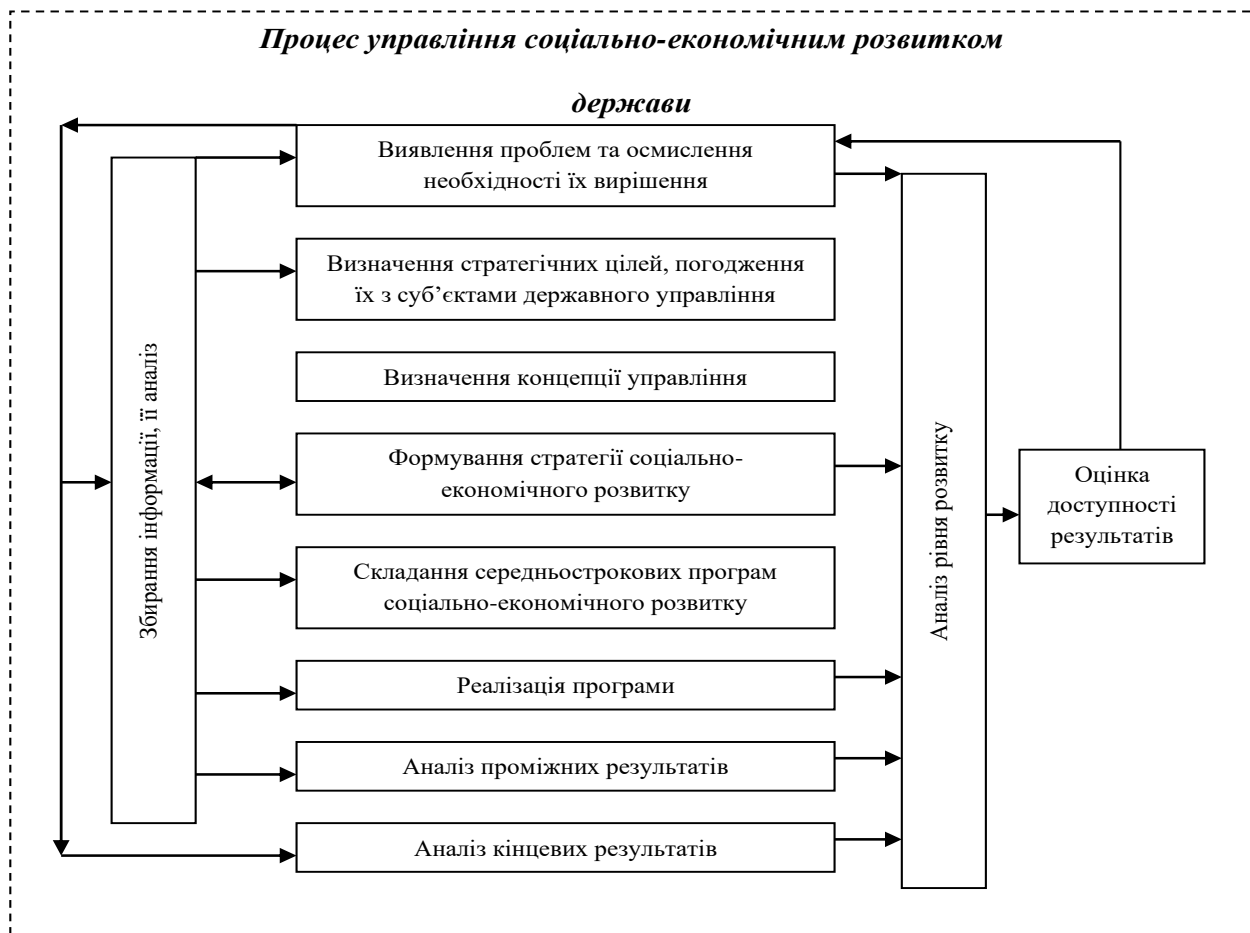 Процес управління соціально-економічним розвитком
держави
Виявлення проблем та осмислення
необхідності їх вирішення
Визначення стратегічних цілей, погодження
їх з суб’єктами державного управління
Визначення концепції управління
Формування стратегії соціально-
економічного розвитку
Складання середньострокових програм
соціально-економічного розвитку
Реалізація програми
Аналіз проміжних результатів
Аналіз кінцевих результатів
Збирання інформації, її аналіз
Аналіз рівня розвитку
Оцінка
доступності
результатів